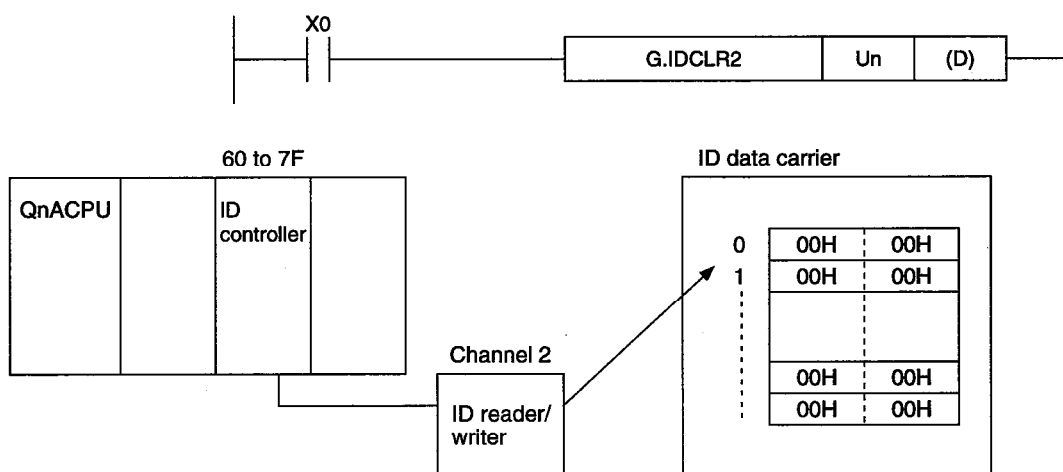 X0
G.IDCLR2 Un (D)
60 to 7F
QnACPU
ID
controller
Channel 2
ID reader/
writer
ID data carrier
0 00H 00H
1 00H 00H
00H 00H
00H 00H